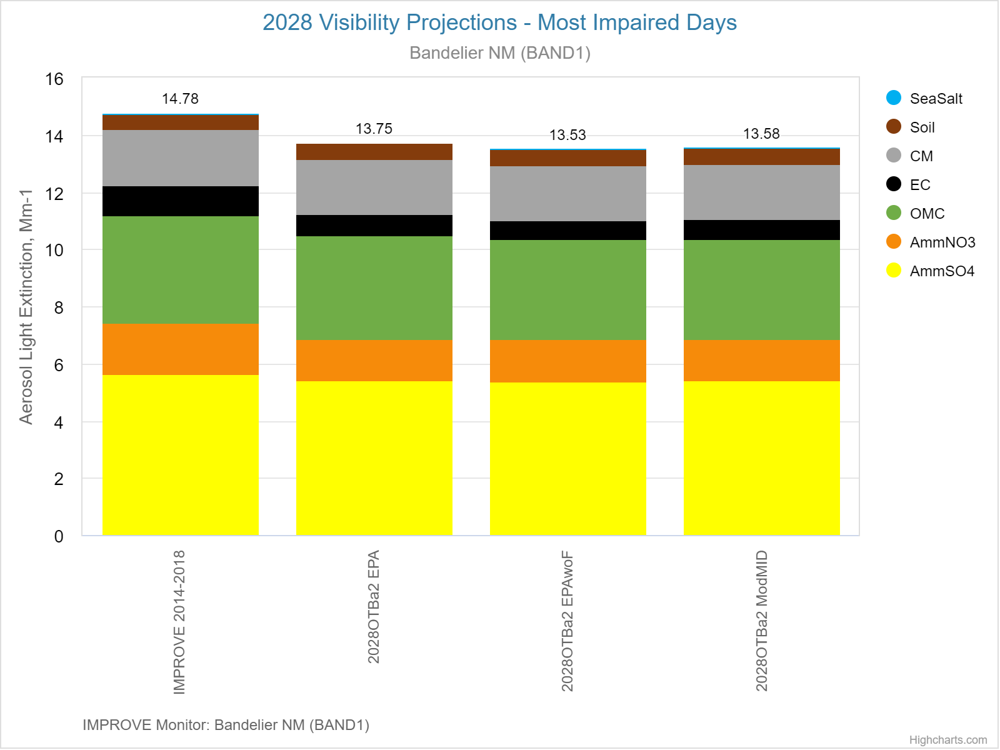 2028 Visibility Projections - Most Impaired Days
Bandelier NM (BAND1)
Aerosol Light Extinction, Mm-1
16
14
12
10
8
6
4
2
0
14.78
13.75
13.53
13.58
IMPROVE 2014-2018
2028OTBa2 EPA
2028OTBa2 EPAwoF
2028OTBa2 ModMID
SeaSalt
Soil
CM
EC
OMC
AmmNO3
AmmSO4
IMPROVE Monitor: Bandelier NM (BAND1)
Highcharts.com